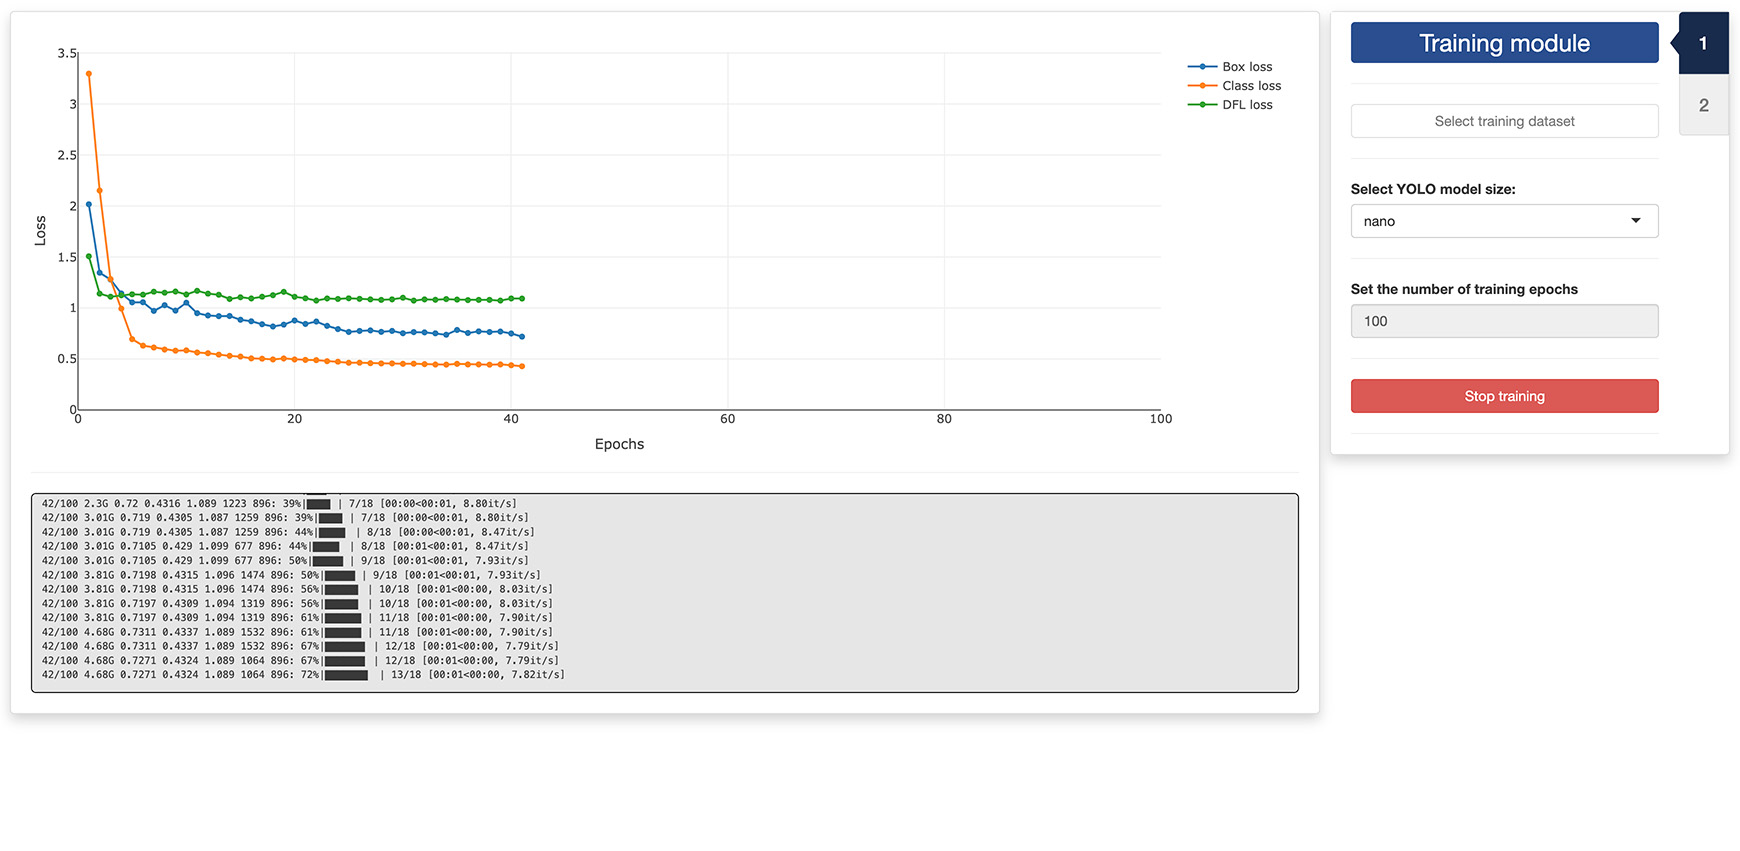 3.5
3
2.5
2
1.5
1
0.5
0
Loss
0
20
40
60
80
100
Epochs
Box loss
Class loss
DFL loss
42/100 2.3G 0.72 0.4316 1.089 1223 896: 39%|████ | 7/18 [00:00<00:01, 8.80it/s]
42/100 3.01G 0.719 0.4305 1.087 1259 896: 39%|████ | 7/18 [00:00<00:01, 8.80it/s]
42/100 3.01G 0.719 0.4305 1.087 1259 896: 44%|████ | 8/18 [00:00<00:01, 8.47it/s]
42/100 3.01G 0.7105 0.429 1.099 677 896: 44%|████ | 8/18 [00:01<00:01, 8.47it/s]
42/100 3.01G 0.7105 0.429 1.099 677 896: 50%|█████ | 9/18 [00:01<00:01, 7.93it/s]
42/100 3.81G 0.7198 0.4315 1.096 1474 896: 50%|█████ | 9/18 [00:01<00:01, 7.93it/s]
42/100 3.81G 0.7198 0.4315 1.096 1474 896: 56%|█████ | 10/18 [00:01<00:00, 8.03it/s]
42/100 3.81G 0.7197 0.4309 1.094 1319 896: 56%|█████ | 10/18 [00:01<00:00, 8.03it/s]
42/100 3.81G 0.7197 0.4309 1.094 1319 896: 61%|██████ | 11/18 [00:01<00:00, 7.90it/s]
42/100 4.68G 0.7311 0.4337 1.089 1532 896: 61%|██████ | 11/18 [00:01<00:00, 7.90it/s]
42/100 4.68G 0.7311 0.4337 1.089 1532 896: 67%|██████ | 12/18 [00:01<00:00, 7.79it/s]
42/100 4.68G 0.7271 0.4324 1.089 1064 896: 67%|██████ | 12/18 [00:01<00:00, 7.79it/s]
42/100 4.68G 0.7271 0.4324 1.089 1064 896: 72%|███████ | 13/18 [00:01<00:00, 7.82it/s]
Training module
1
2
Select training dataset
Select YOLO model size:
nano
Set the number of training epochs
100
Stop training